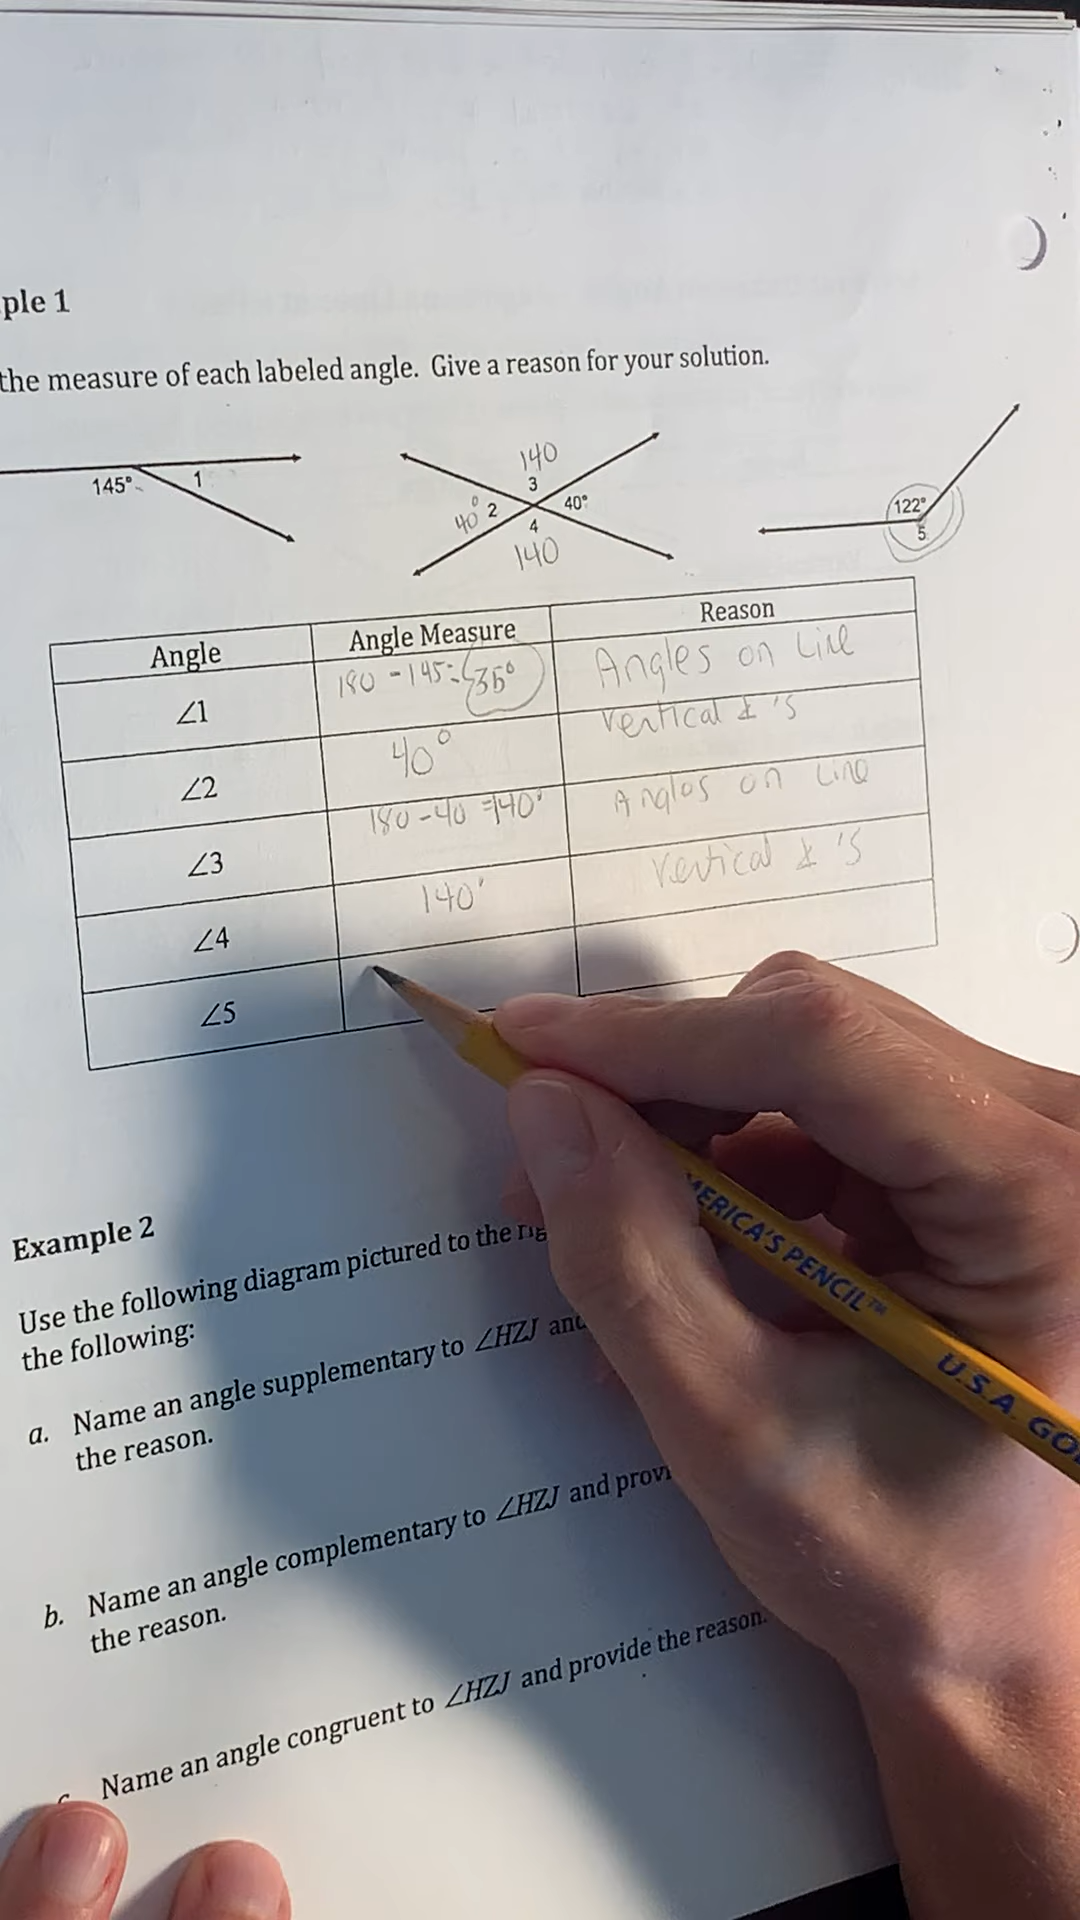 ple 1
the measure of each labeled angle. Give a reason for your solution.
145° 1
140
3
40° 2 40°
4
140
122°
5
Angle Angle Measure Reason
∠1 180 - 145 = 35° Angles on Line
∠2 40° Vertical ∡'s
∠3 180 - 40 = 140° Angles on Line
∠4 140° Vertical ∡'s
∠5
Example 2
Use the following diagram pictured to the rig
the following:
a. Name an angle supplementary to ∠HZJ and
the reason.
b. Name an angle complementary to ∠HZJ and provi
the reason.
Name an angle congruent to ∠HZJ and provide the reason.
MERICA'S PENCIL™ U.S.A. GO